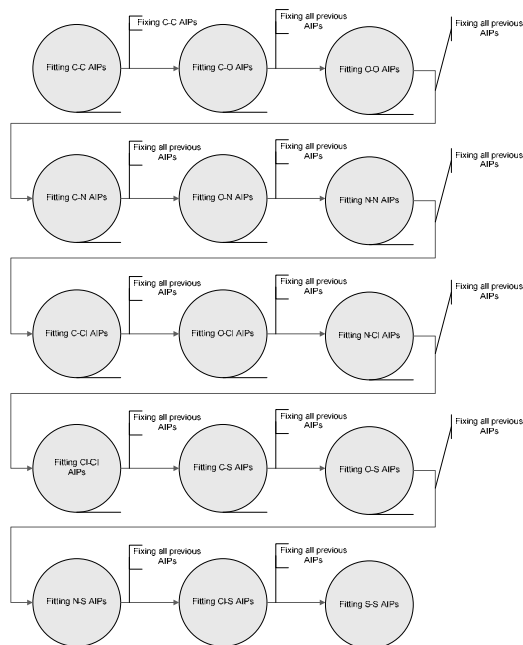 Fixing C-C AIPs
Fixing all previous
AIPs
Fixing all previous
AIPs
Fitting C-C AIPs
Fitting C-O AIPs
Fitting O-O AIPs
Fixing all previous
AIPs
Fixing all previous
AIPs
Fixing all previous
AIPs
Fitting C-N AIPs
Fitting O-N AIPs
Fitting N-N AIPs
Fixing all previous
AIPs
Fixing all previous
AIPs
Fixing all previous
AIPs
Fitting C-Cl AIPs
Fitting O-Cl AIPs
Fitting N-Cl AIPs
Fixing all previous
AIPs
Fixing all previous
AIPs
Fixing all previous
AIPs
Fitting Cl-Cl
AIPs
Fitting C-S AIPs
Fitting O-S AIPs
Fixing all previous
AIPs
Fixing all previous
AIPs
Fitting N-S AIPs
Fitting Cl-S AIPs
Fitting S-S AIPs